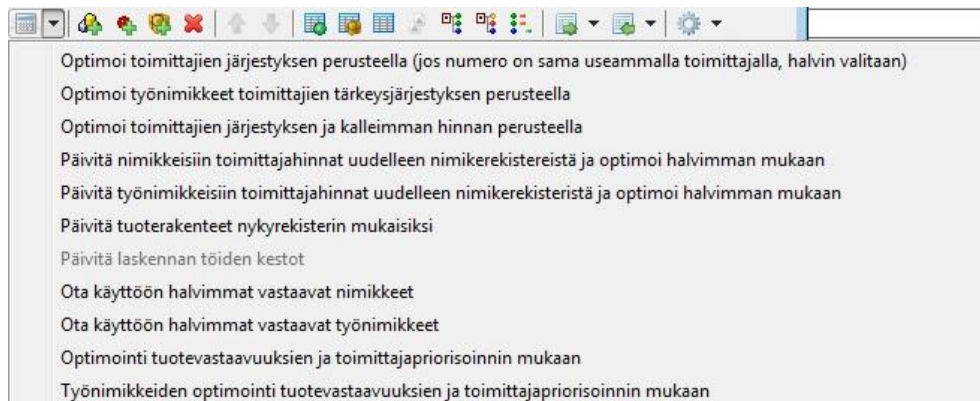 Optimoi toimittajien järjestyksen perusteella (jos numero on sama useammalla toimittajalla, halvin valitaan)
Optimoi työnimikkeet toimittajien tärkeysjärjestyksen perusteella
Optimoi toimittajien järjestyksen ja kalleimman hinnan perusteella
Päivitä nimikkeisiin toimittajahinnat uudelleen nimikerekistereistä ja optimoi halvimman mukaan
Päivitä työnimikkeisiin toimittajahinnat uudelleen nimikerekisteristä ja optimoi halvimman mukaan
Päivitä tuoterakenteet nykyrekisterin mukaisiksi
Päivitä laskennan töiden kestot
Ota käyttöön halvimmat vastaavat nimikkeet
Ota käyttöön halvimmat vastaavat työnimikkeet
Optimointi tuotevastaavuuksien ja toimittajapriorisoinnin mukaan
Työnimikkeiden optimointi tuotevastaavuuksien ja toimittajapriorisoinnin mukaan